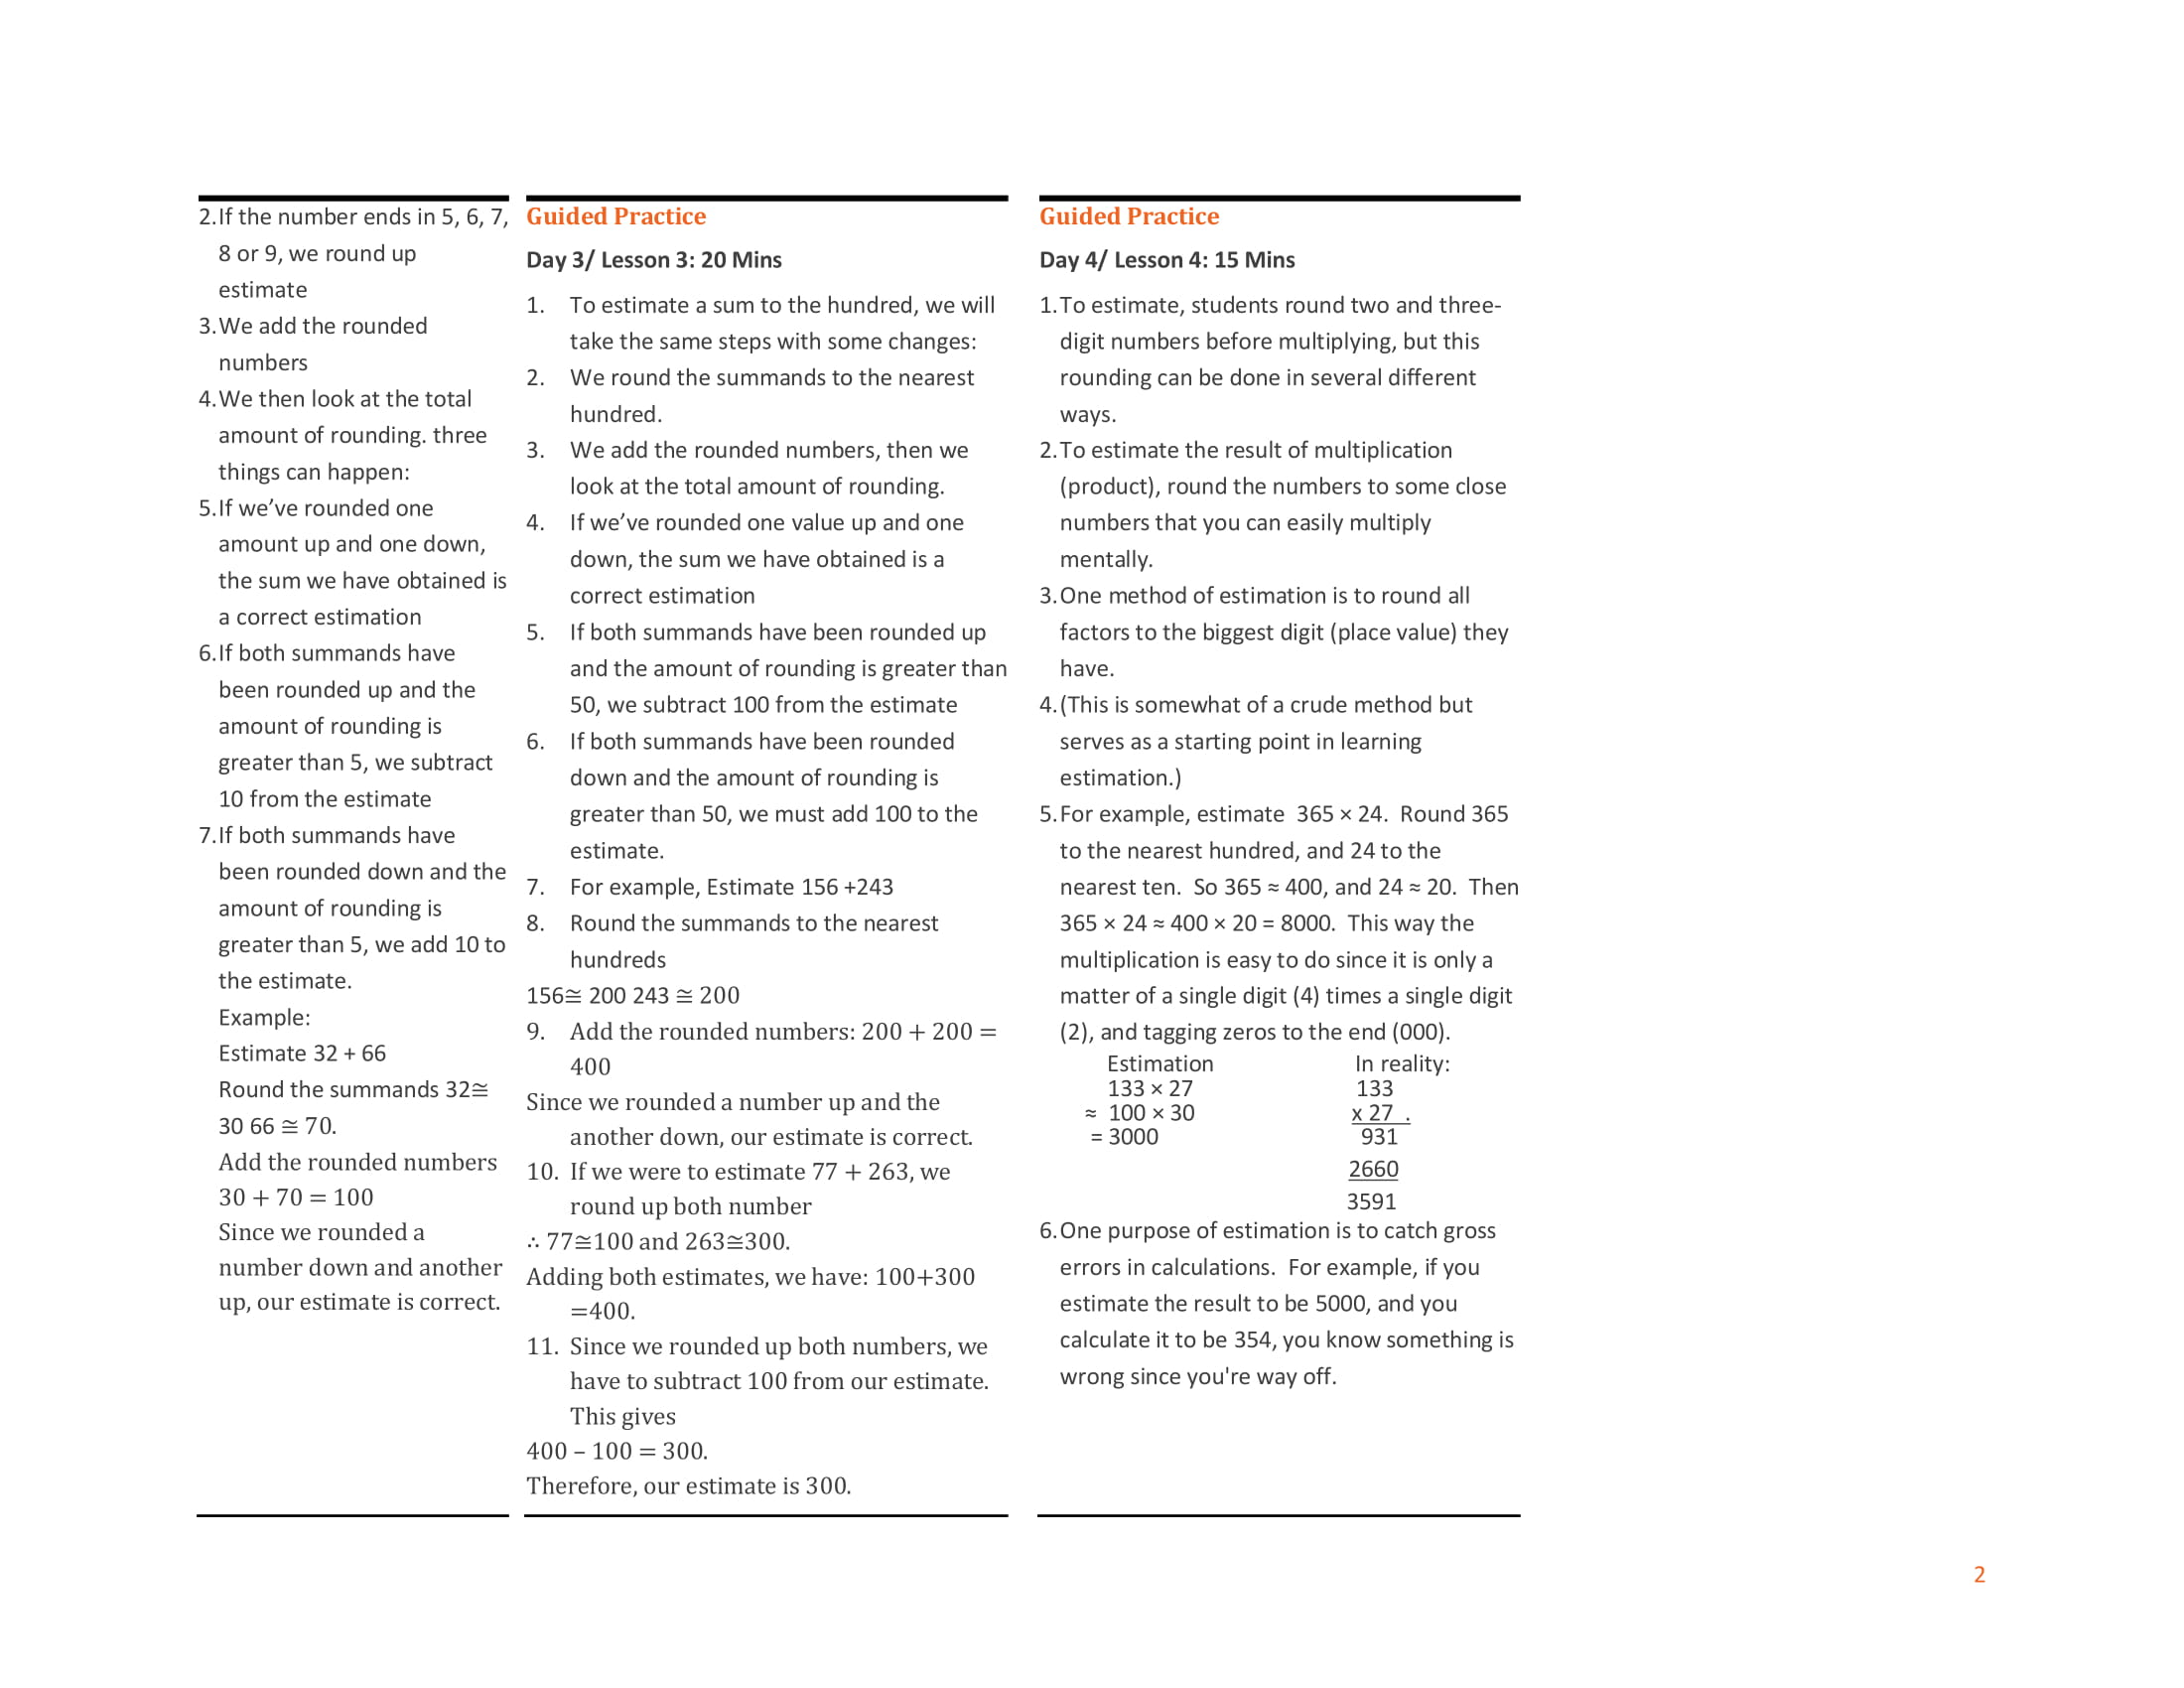 2.If the number ends in 5, 6, 7,
8 or 9, we round up
estimate
3.We add the rounded
numbers
4.We then look at the total
amount of rounding. three
things can happen:
5.If we’ve rounded one
amount up and one down,
the sum we have obtained is
a correct estimation
6.If both summands have
been rounded up and the
amount of rounding is
greater than 5, we subtract
10 from the estimate
7.If both summands have
been rounded down and the
amount of rounding is
greater than 5, we add 10 to
the estimate.
Example:
Estimate 32 + 66
Round the summands 32≅
30 66 ≅ 70.
Add the rounded numbers
30 + 70 = 100
Since we rounded a
number down and another
up, our estimate is correct.
Guided Practice
Day 3/ Lesson 3: 20 Mins
1. To estimate a sum to the hundred, we will
take the same steps with some changes:
2. We round the summands to the nearest
hundred.
3. We add the rounded numbers, then we
look at the total amount of rounding.
4. If we’ve rounded one value up and one
down, the sum we have obtained is a
correct estimation
5. If both summands have been rounded up
and the amount of rounding is greater than
50, we subtract 100 from the estimate
6. If both summands have been rounded
down and the amount of rounding is
greater than 50, we must add 100 to the
estimate.
7. For example, Estimate 156 +243
8. Round the summands to the nearest
hundreds
156≅ 200 243 ≅ 200
9. Add the rounded numbers: 200 + 200 =
400
Since we rounded a number up and the
another down, our estimate is correct.
10. If we were to estimate 77 + 263, we
round up both number
∴ 77≅100 and 263≅300.
Adding both estimates, we have: 100+300
=400.
11. Since we rounded up both numbers, we
have to subtract 100 from our estimate.
This gives
400 – 100 = 300.
Therefore, our estimate is 300.
Guided Practice
Day 4/ Lesson 4: 15 Mins
1.To estimate, students round two and three-
digit numbers before multiplying, but this
rounding can be done in several different
ways.
2.To estimate the result of multiplication
(product), round the numbers to some close
numbers that you can easily multiply
mentally.
3.One method of estimation is to round all
factors to the biggest digit (place value) they
have.
4.(This is somewhat of a crude method but
serves as a starting point in learning
estimation.)
5.For example, estimate  365 × 24.  Round 365
to the nearest hundred, and 24 to the
nearest ten.  So 365 ≈ 400, and 24 ≈ 20.  Then
365 × 24 ≈ 400 × 20 = 8000.  This way the
multiplication is easy to do since it is only a
matter of a single digit (4) times a single digit
(2), and tagging zeros to the end (000).
Estimation In reality:
133 × 27 133
≈ 100 × 30 x 27 .
= 3000 931
2660
3591
6.One purpose of estimation is to catch gross
errors in calculations.  For example, if you
estimate the result to be 5000, and you
calculate it to be 354, you know something is
wrong since you're way off.
2